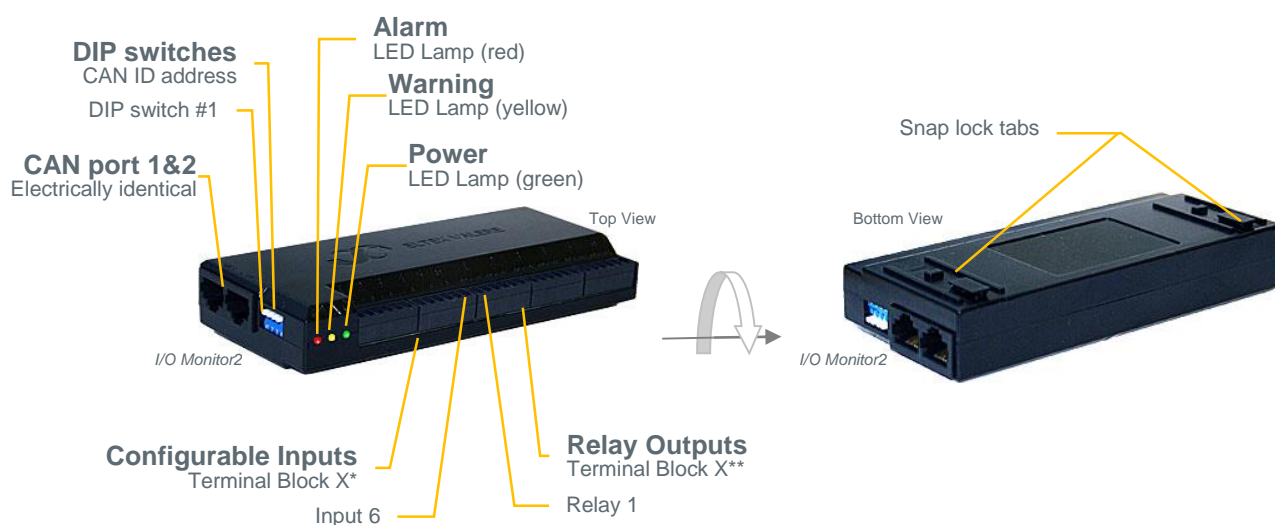 Alarm
LED Lamp (red)
DIP switches
CAN ID address
Warning
LED Lamp (yellow)
DIP switch #1
Power
LED Lamp (green)
CAN port 1&2
Electrically identical
Snap lock tabs
Top View
Bottom View
ELTEK VALERE
I/O Monitor2
I/O Monitor2
Configurable Inputs
Terminal Block X*
Input 6
Relay Outputs
Terminal Block X**
Relay 1